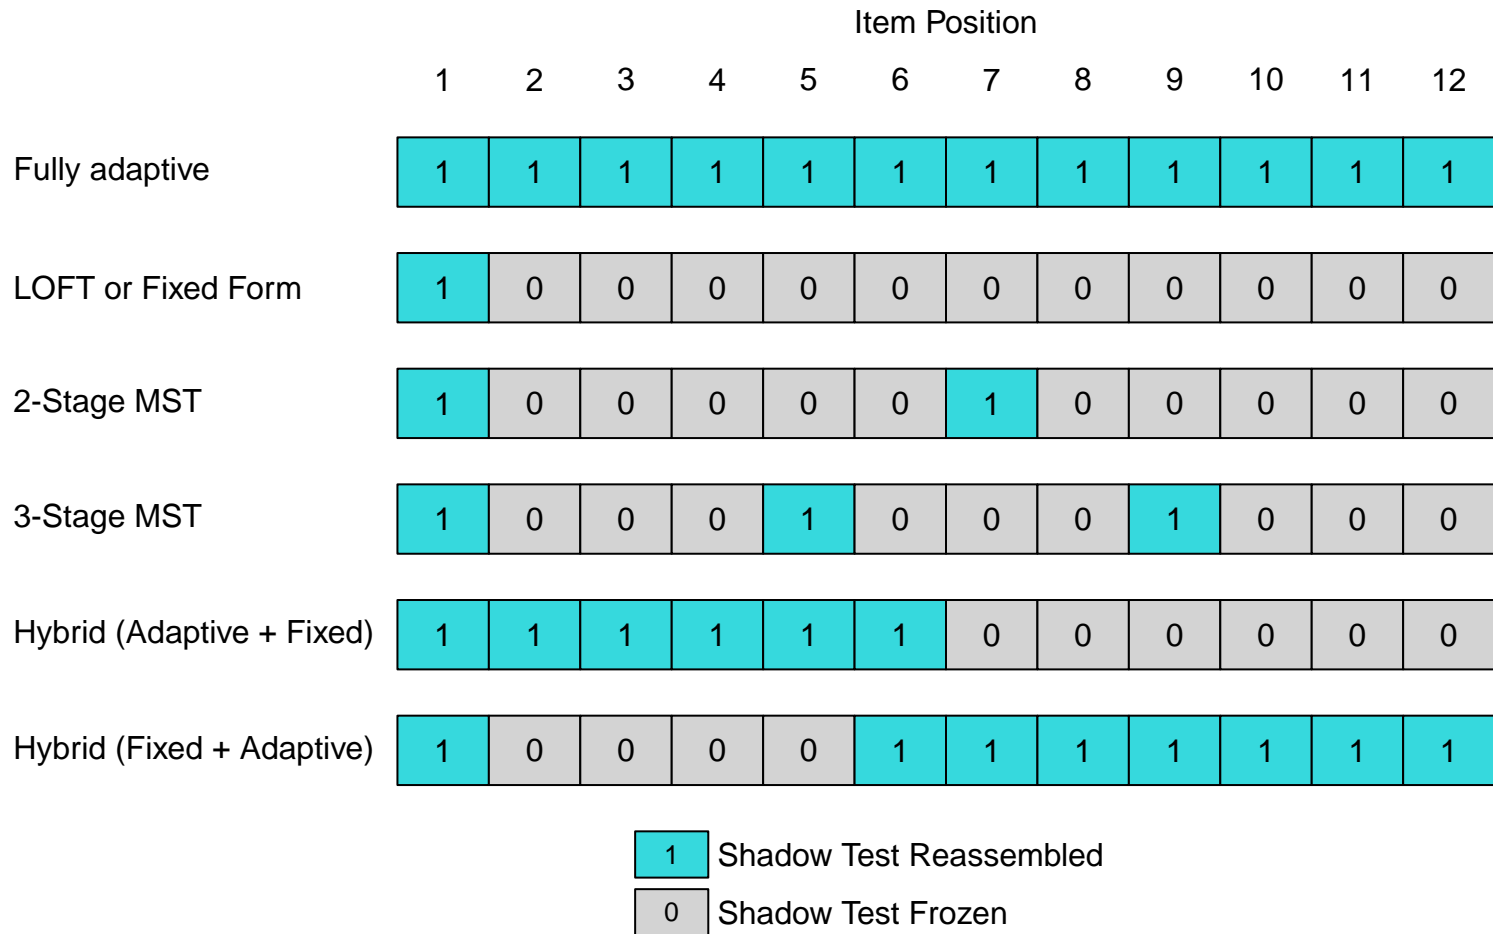 Item Position
1 2 3 4 5 6 7 8 9 10 11 12
Fully adaptive 1 1 1 1 1 1 1 1 1 1 1 1
LOFT or Fixed Form 1 0 0 0 0 0 0 0 0 0 0 0
2-Stage MST 1 0 0 0 0 0 1 0 0 0 0 0
3-Stage MST 1 0 0 0 1 0 0 0 1 0 0 0
Hybrid (Adaptive + Fixed) 1 1 1 1 1 1 0 0 0 0 0 0
Hybrid (Fixed + Adaptive) 1 0 0 0 0 1 1 1 1 1 1 1
1 Shadow Test Reassembled
0 Shadow Test Frozen